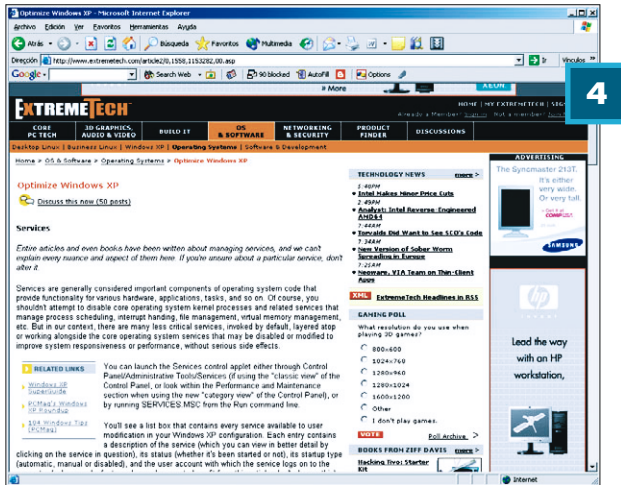 Optimize Windows XP - Microsoft Internet Explorer
Archivo Edición Ver Favoritos Herramientas Ayuda
Atrás Búsqueda Favoritos Multimedia
Dirección http://www.extremetech.com/article2/0,1558,1153282,00.asp Ir Vínculos
Google Search Web 90 blocked AutoFill Options
» More
4
EXTREMETECH
HOME | MY EXTREMETECH | SIG
Already a Member? Sign in Not a member?
CORE PC TECH
3D GRAPHICS, AUDIO & VIDEO
BUILD IT
OS & SOFTWARE
NETWORKING & SECURITY
PRODUCT FINDER
DISCUSSIONS
Desktop Linux | Business Linux | Windows XP | Operating Systems | Software & Development
Home > OS & Software > Operating Systems > Optimize Windows XP
Optimize Windows XP
Discuss this now (50 posts)
Services
Entire articles and even books have been written about managing services, and we can't
explain every nuance and aspect of them here. If you're unsure about a particular service, don't
alter it.
Services are generally considered important components of operating system code that
provide functionality for various hardware, applications, tasks, and so on. Of course, you
shouldn't attempt to disable core operating system kernel processes and related services that
manage process scheduling, interrupt handing, file management, virtual memory management,
etc. But in our context, there are many less critical services, invoked by default, layered atop
or working alongside the core operating system services that may be disabled or modified to
improve system responsiveness or performance, without serious side effects.
RELATED LINKS
Windows XP
Superguide
PCMag's Windows
XP Roundup
104 Windows Tips
(PCMag)
You can launch the Services control applet either through Control
Panel/Administrative Tools/Services (if using the "classic view" of the
Control Panel, or look within the Performance and Maintenance
section when using the new "category view" of the Control Panel), or
by running SERVICES.MSC from the Run command line.
You'll see a list box that contains every service available to user
modification in your Windows XP configuration. Each entry contains
a description of the service (which you can view in better detail by
clicking on the service in question), its status (whether it's been started or not), its startup type
(automatic, manual or disabled), and the user account with which the service logs on to the
TECHNOLOGY NEWS more >
5:40PM
Intel Makes Minor Price Cuts
2:49PM
Analyst: Intel Reverse-Engineered
AMD64
7:44AM
Torvalds Did Want to See SCO's Code
7:34AM
New Version of Sober Worm
Spreading in Europe
7:25AM
Neoware, VIA Team on Thin-Client
Apps
XML ExtremeTech Headlines in RSS
GAMING POLL
What resolution do you use when
playing 3D games?
800x600
1024x760
1280x960
1280x1024
1600x1200
Other
I don't play games.
VOTE Poll Archive >
BOOKS FROM ZIFF DAVIS more >
Hacking Tivo: Starter
Kit
ADVERTISING
The Syncmaster 213T.
It's either
very wide.
Or very tall.
SAMSUNG
hp
invent
Lead the way
with an HP
workstation,
Internet